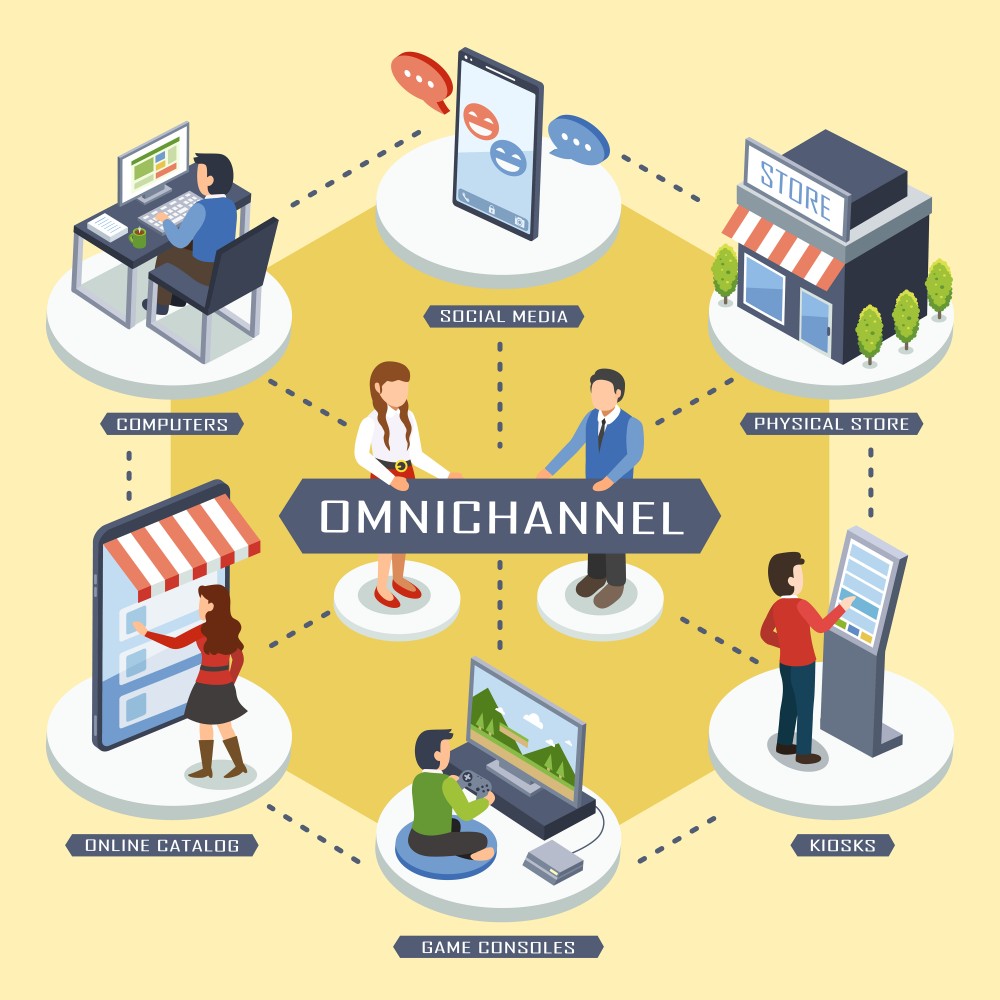 STORE
SOCIAL MEDIA
COMPUTERS
PHYSICAL STORE
OMNICHANNEL
ONLINE CATALOG
KIOSKS
GAME CONSOLES